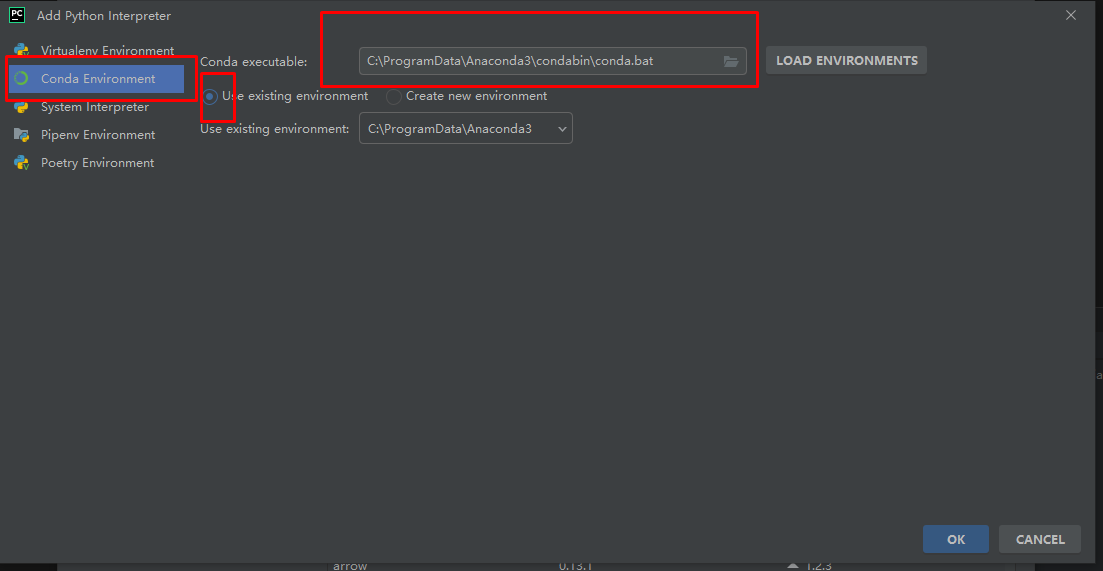 PC Add Python Interpreter
Virtualenv Environment
Conda Environment
System Interpreter
Pipenv Environment
Poetry Environment
Conda executable: C:\ProgramData\Anaconda3\condabin\conda.bat LOAD ENVIRONMENTS
Use existing environment Create new environment
Use existing environment: C:\ProgramData\Anaconda3
OK CANCEL
arrow 0.13.1 1.2.3